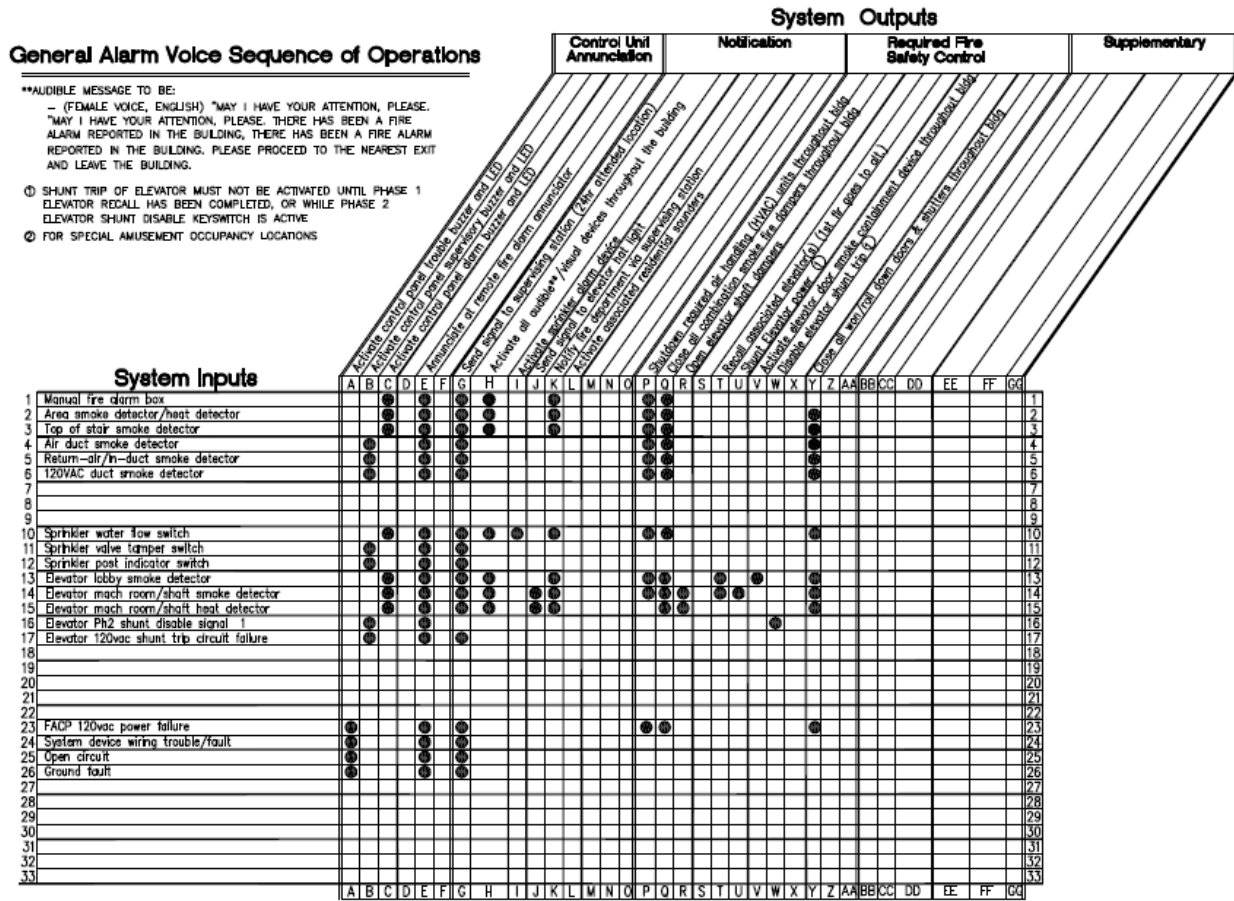 System Outputs
General Alarm Voice Sequence of Operations
Control Unit Annunciation
Notification
Required Fire Safety Control
Supplementary
**AUDIBLE MESSAGE TO BE:
– (FEMALE VOICE, ENGLISH) "MAY I HAVE YOUR ATTENTION, PLEASE.
"MAY I HAVE YOUR ATTENTION, PLEASE. THERE HAS BEEN A FIRE
ALARM REPORTED IN THE BUILDING, THERE HAS BEEN A FIRE ALARM
REPORTED IN THE BUILDING. PLEASE PROCEED TO THE NEAREST EXIT
AND LEAVE THE BUILDING.
① SHUNT TRIP OF ELEVATOR MUST NOT BE ACTIVATED UNTIL PHASE 1
ELEVATOR RECALL HAS BEEN COMPLETED, OR WHILE PHASE 2
ELEVATOR SHUNT DISABLE KEYSWITCH IS ACTIVE
② FOR SPECIAL AMUSEMENT OCCUPANCY LOCATIONS
Activate control panel trouble buzzer and LED
Activate control panel supervisory buzzer and LED
Activate control panel alarm buzzer and LED
Annunciate at remote fire alarm annunciator
Send signal to supervising station (24hr attended location)
Activate all audible**/visual devices throughout the building
Activate sprinkler alarm device
Send signal to elevator hat light
Notify fire department via supervising station
Activate associated residential sounders
Shutdown required air handling (HVAC) units throughout bldg
Close all combination smoke fire dampers throughout bldg
Open elevator shaft dampers
Recall associated elevator(s) (1st flr goes to alt.)
Shunt Elevator power ①
Activate elevator door smoke containment device throughout bldg
Disable elevator shunt trip
Close all won/roll down doors & shutters throughout bldg
System Inputs
A B C D E F G H I J K L M N O P Q R S T U V W X Y Z AA BB CC DD EE FF GG
1 Manual fire alarm box 1
2 Area smoke detector/heat detector 2
3 Top of stair smoke detector 3
4 Air duct smoke detector 4
5 Return-air/in-duct smoke detector 5
6 120VAC duct smoke detector 6
7 7
8 8
9 9
10 Sprinkler water flow switch 10
11 Sprinkler valve tamper switch 11
12 Sprinkler post indicator switch 12
13 Elevator lobby smoke detector 13
14 Elevator mach room/shaft smoke detector 14
15 Elevator mach room/shaft heat detector 15
16 Elevator Ph2 shunt disable signal 1 16
17 Elevator 120vac shunt trip circuit failure 17
18 18
19 19
20 20
21 21
22 22
23 FACP 120vac power failure 23
24 System device wiring trouble/fault 24
25 Open circuit 25
26 Ground fault 26
27 27
28 28
29 29
30 30
31 31
32 32
33 33
A B C D E F G H I J K L M N O P Q R S T U V W X Y Z AA BB CC DD EE FF GG